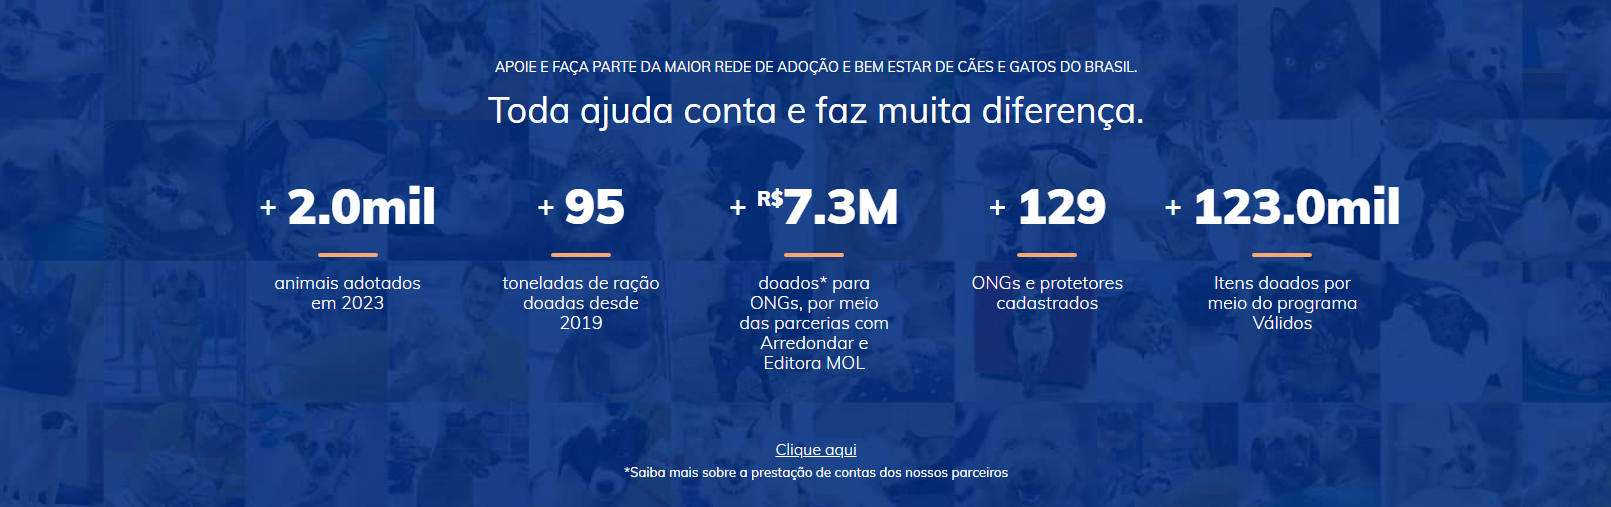 APOIE E FAÇA PARTE DA MAIOR REDE DE ADOÇÃO E BEM ESTAR DE CÃES E GATOS DO BRASIL.
Toda ajuda conta e faz muita diferença.
+ 2.0mil
animais adotados
em 2023
+ 95
toneladas de ração
doadas desde
2019
+ R$7.3M
doados* para
ONGs, por meio
das parcerias com
Arredondar e
Editora MOL
+ 129
ONGs e protetores
cadastrados
+ 123.0mil
Itens doados por
meio do programa
Válidos
Clique aqui
*Saiba mais sobre a prestação de contas dos nossos parceiros